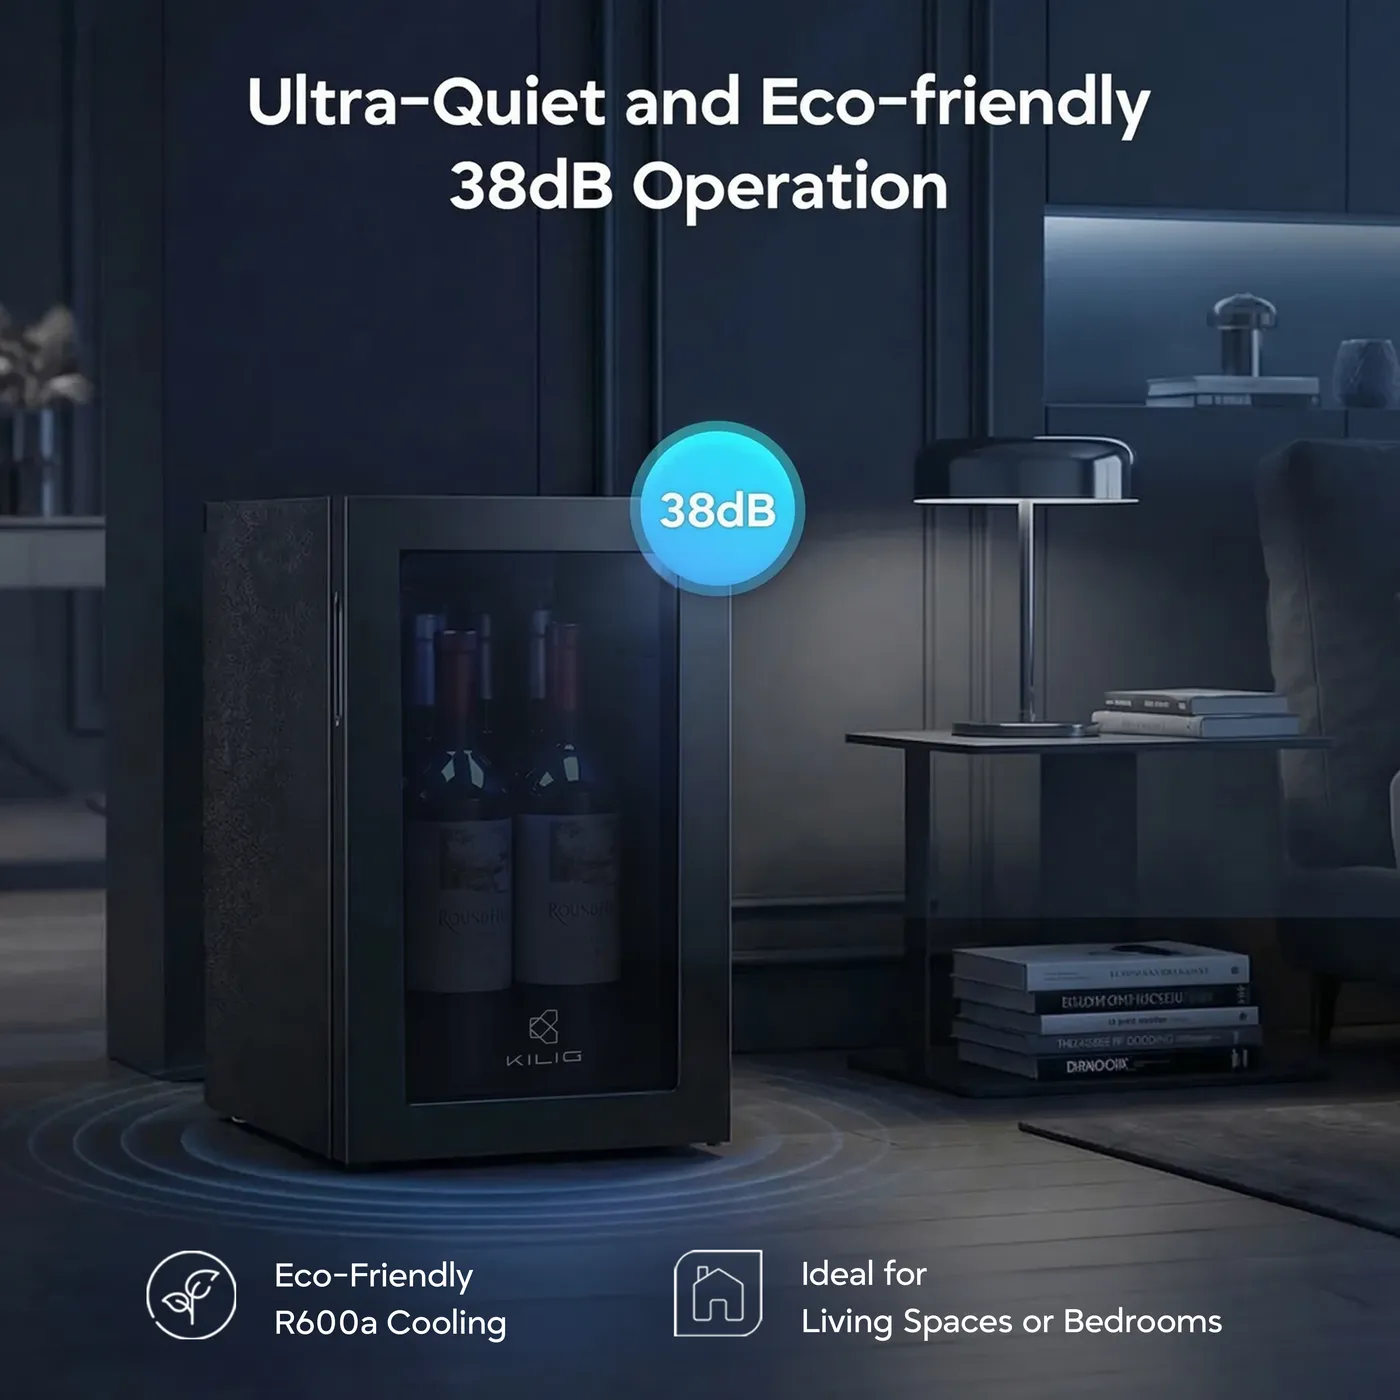 Ultra-Quiet and Eco-friendly
38dB Operation
38dB
KILIG
Eco-Friendly
R600a Cooling
Ideal for
Living Spaces or Bedrooms